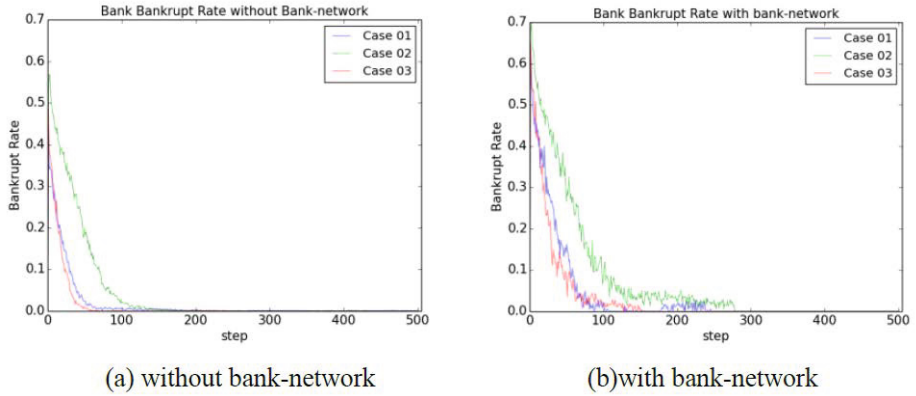 Bank Bankrupt Rate without Bank-network
0.7
0.6
0.5
0.4
0.3
0.2
0.1
0.0
Bankrupt Rate
Case 01
Case 02
Case 03
0 100 200 300 400 500
step
(a) without bank-network
Bank Bankrupt Rate with bank-network
0.7
0.6
0.5
0.4
0.3
0.2
0.1
0.0
Bankrupt Rate
Case 01
Case 02
Case 03
0 100 200 300 400 500
step
(b)with bank-network